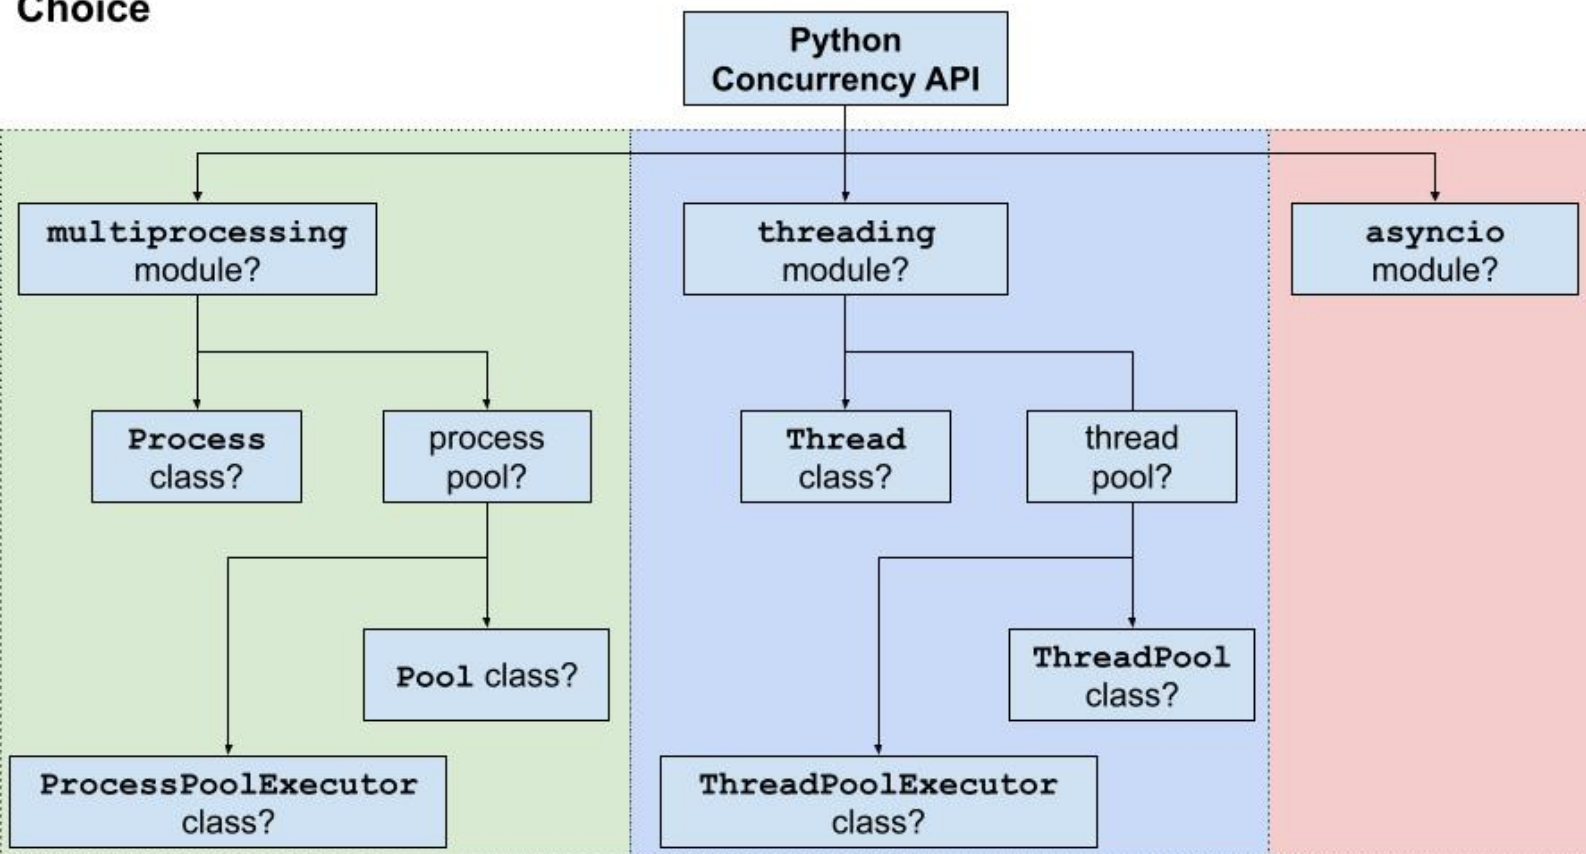 Choice
Python
Concurrency API
multiprocessing
module?
threading
module?
asyncio
module?
Process
class?
process
pool?
Thread
class?
thread
pool?
Pool class?
ThreadPool
class?
ProcessPoolExecutor
class?
ThreadPoolExecutor
class?